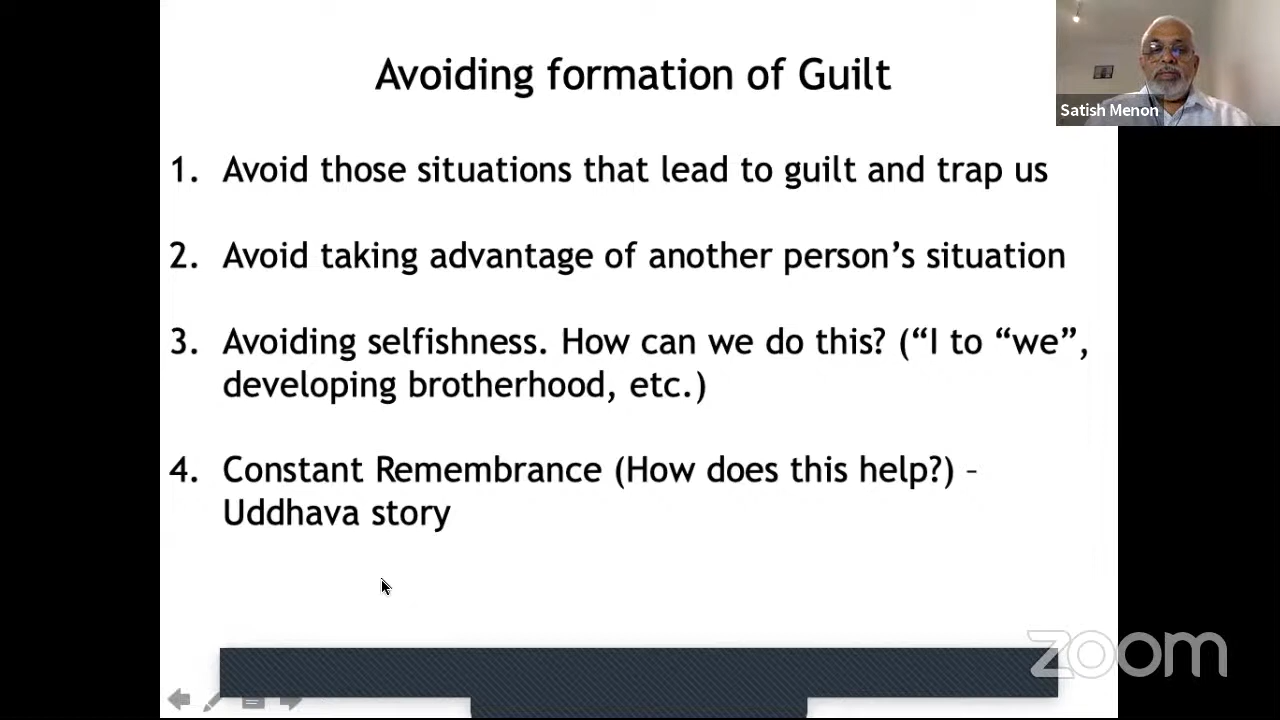 Avoiding formation of Guilt
Satish Menon
1. Avoid those situations that lead to guilt and trap us
2. Avoid taking advantage of another person’s situation
3. Avoiding selfishness. How can we do this? (“I to “we”,
developing brotherhood, etc.)
4. Constant Remembrance (How does this help?) –
Uddhava story
zoom